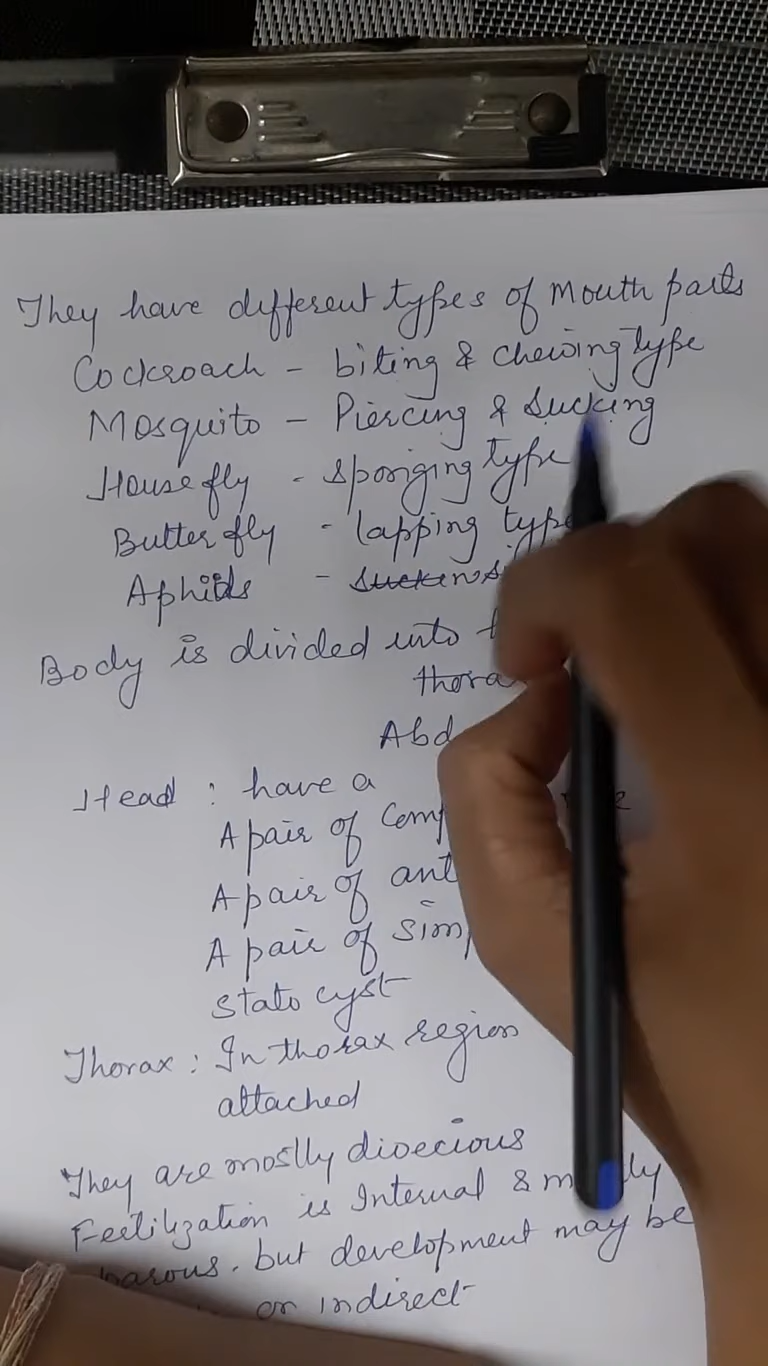 They have different types of Mouth parts
Cockroach - biting & chewing type
Mosquito - Piercing & Sucking
House fly - sponging type
Butter fly - lapping type
Aphids -
Body is divided into
thora
Abd
Head : have a
A pair of Comp
A pair of ant
A pair of simp
stato cyst
Thorax : In thorax region
attached
They are mostly dioecious
Fertilization is Internal &
parous. but development may be
or indirect